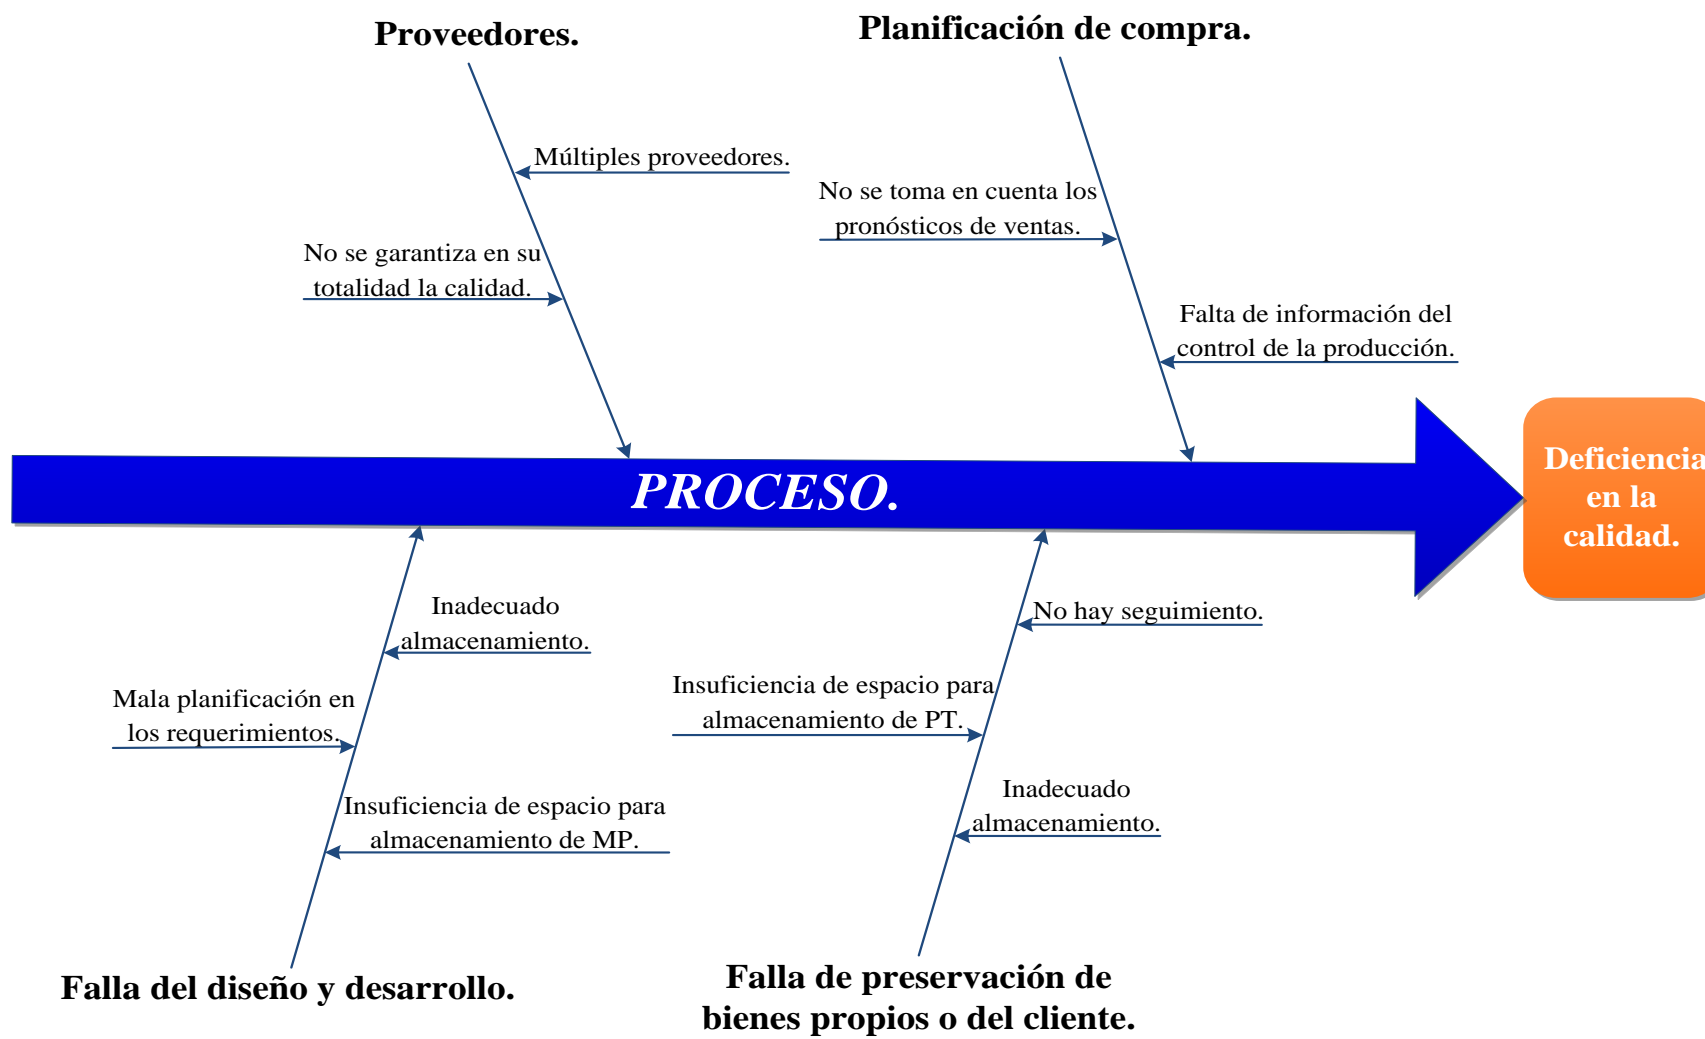 Proveedores.
Planificación de compra.
Múltiples proveedores.
No se toma en cuenta los
pronósticos de ventas.
No se garantiza en su
totalidad la calidad.
Falta de información del
control de la producción.
PROCESO.
Deficiencia
en la
calidad.
Inadecuado
almacenamiento.
No hay seguimiento.
Mala planificación en
los requerimientos.
Insuficiencia de espacio para
almacenamiento de PT.
Insuficiencia de espacio para
almacenamiento de MP.
Inadecuado
almacenamiento.
Falla del diseño y desarrollo.
Falla de preservación de
bienes propios o del cliente.